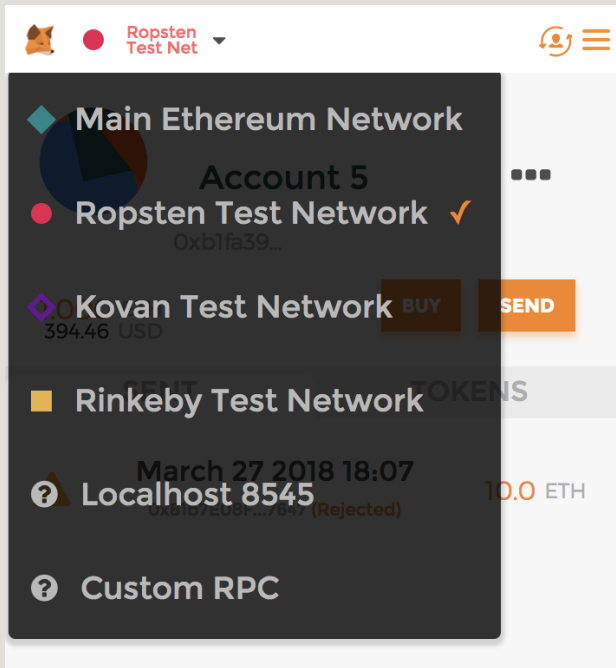 Ropsten
Test Net
Main Ethereum Network
Account 5
Ropsten Test Network
0xb1fa39...
Kovan Test Network
BUY
SEND
394.46 USD
SENT
TOKENS
Rinkeby Test Network
March 27 2018 18:07
10.0 ETH
Localhost 8545
(Rejected)
Custom RPC